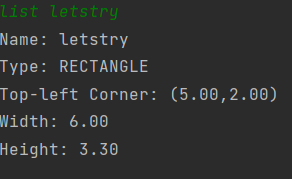 list letstry
Name: letstry
Type: RECTANGLE
Top-left Corner: (5.00,2.00)
Width: 6.00
Height: 3.30